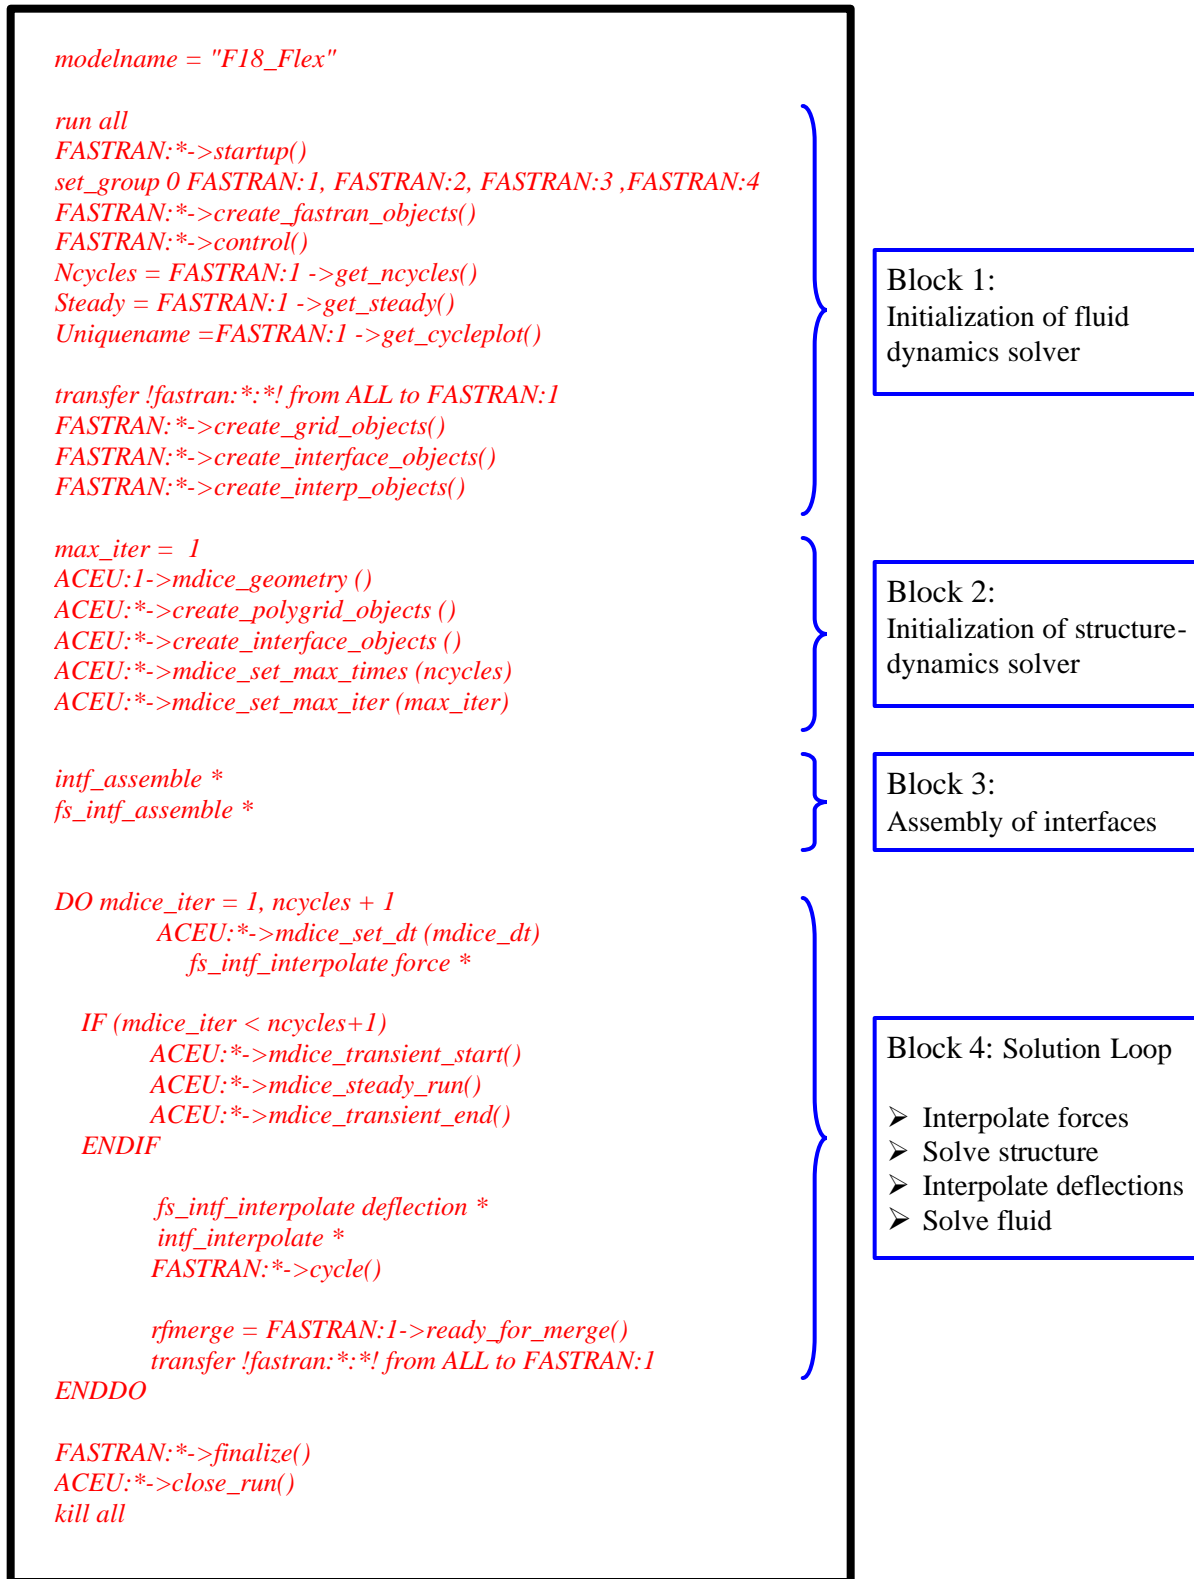 modelname = "F18_Flex"
run all
FASTRAN:*->startup()
set_group 0 FASTRAN:1, FASTRAN:2, FASTRAN:3 ,FASTRAN:4
FASTRAN:*->create_fastran_objects()
FASTRAN:*->control()
Ncycles = FASTRAN:1 ->get_ncycles()
Steady = FASTRAN:1 ->get_steady()
Uniquename =FASTRAN:1 ->get_cycleplot()
transfer !fastran:*:*! from ALL to FASTRAN:1
FASTRAN:*->create_grid_objects()
FASTRAN:*->create_interface_objects()
FASTRAN:*->create_interp_objects()
Block 1:
Initialization of fluid
dynamics solver
max_iter = 1
ACEU:1->mdice_geometry ()
ACEU:*->create_polygrid_objects ()
ACEU:*->create_interface_objects ()
ACEU:*->mdice_set_max_times (ncycles)
ACEU:*->mdice_set_max_iter (max_iter)
Block 2:
Initialization of structure-
dynamics solver
intf_assemble *
fs_intf_assemble *
Block 3:
Assembly of interfaces
DO mdice_iter = 1, ncycles + 1
ACEU:*->mdice_set_dt (mdice_dt)
fs_intf_interpolate force *
IF (mdice_iter < ncycles+1)
ACEU:*->mdice_transient_start()
ACEU:*->mdice_steady_run()
ACEU:*->mdice_transient_end()
ENDIF
fs_intf_interpolate deflection *
intf_interpolate *
FASTRAN:*->cycle()
rfmerge = FASTRAN:1->ready_for_merge()
transfer !fastran:*:*! from ALL to FASTRAN:1
ENDDO
Block 4: Solution Loop
➢ Interpolate forces
➢ Solve structure
➢ Interpolate deflections
➢ Solve fluid
FASTRAN:*->finalize()
ACEU:*->close_run()
kill all